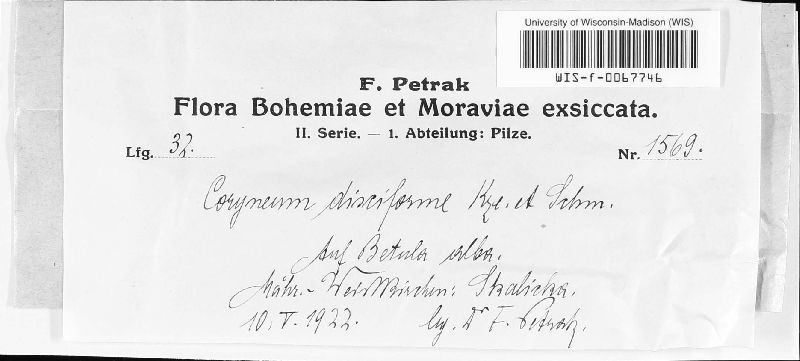 University of Wisconsin-Madison (WIS)
WIS-f-0067746
F. Petrak
Flora Bohemiae et Moraviae exsiccata.
II. Serie. — 1. Abteilung: Pilze.
Lfg. 32. Nr. 1569.
Coryneum disciforme Kze. et Schm.
Auf Betula alba.
Mähr.-Weisskirchen: Skalicka.
10. V. 1922. lg. Dr F. Petrak.